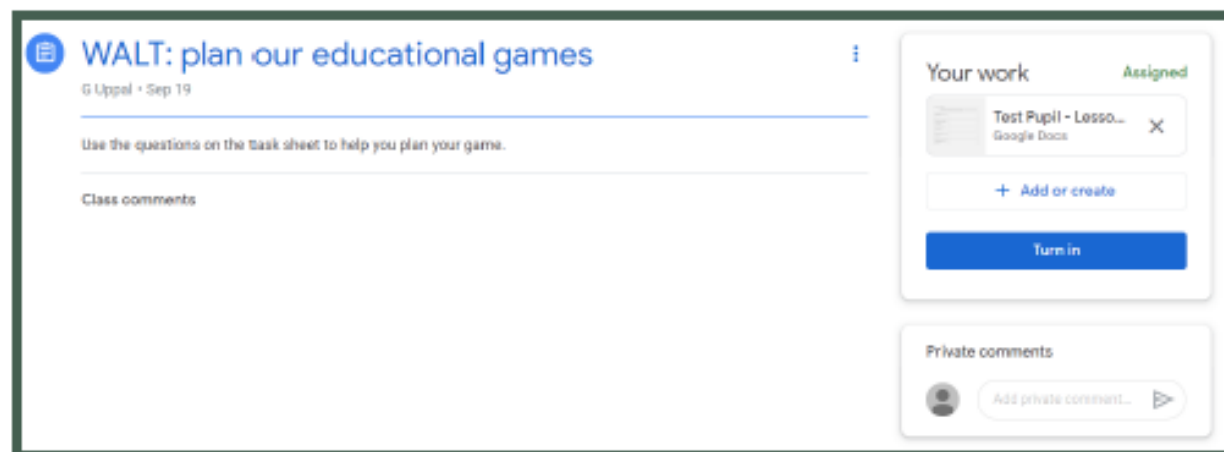 WALT: plan our educational games
G Uppal • Sep 19
Use the questions on the task sheet to help you plan your game.
Class comments
Your work
Assigned
Test Pupil - Lesso...
Google Docs
+ Add or create
Turn in
Private comments
Add private comment...